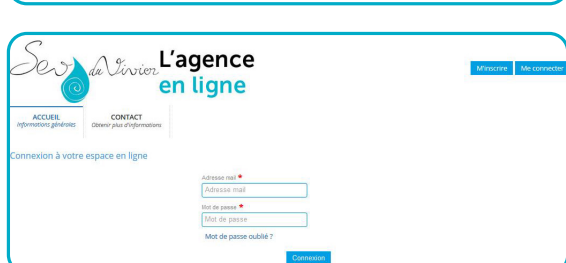 Sev du Vivier
L'agence
en ligne
M'inscrire Me connecter
ACCUEIL
Informations générales
CONTACT
Obtenir plus d'informations
Connexion à votre espace en ligne
Adresse mail *
Adresse mail
Mot de passe *
Mot de passe
Mot de passe oublié ?
Connexion